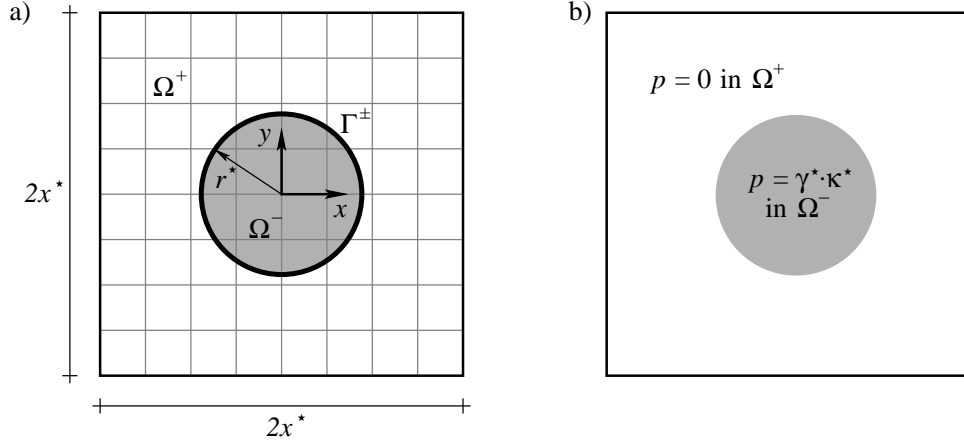 a)
Ω⁺
Γ±
y
r*
x
Ω⁻
2x*
2x*
b)
p = 0 in Ω⁺
p = γ*·κ*
in Ω⁻